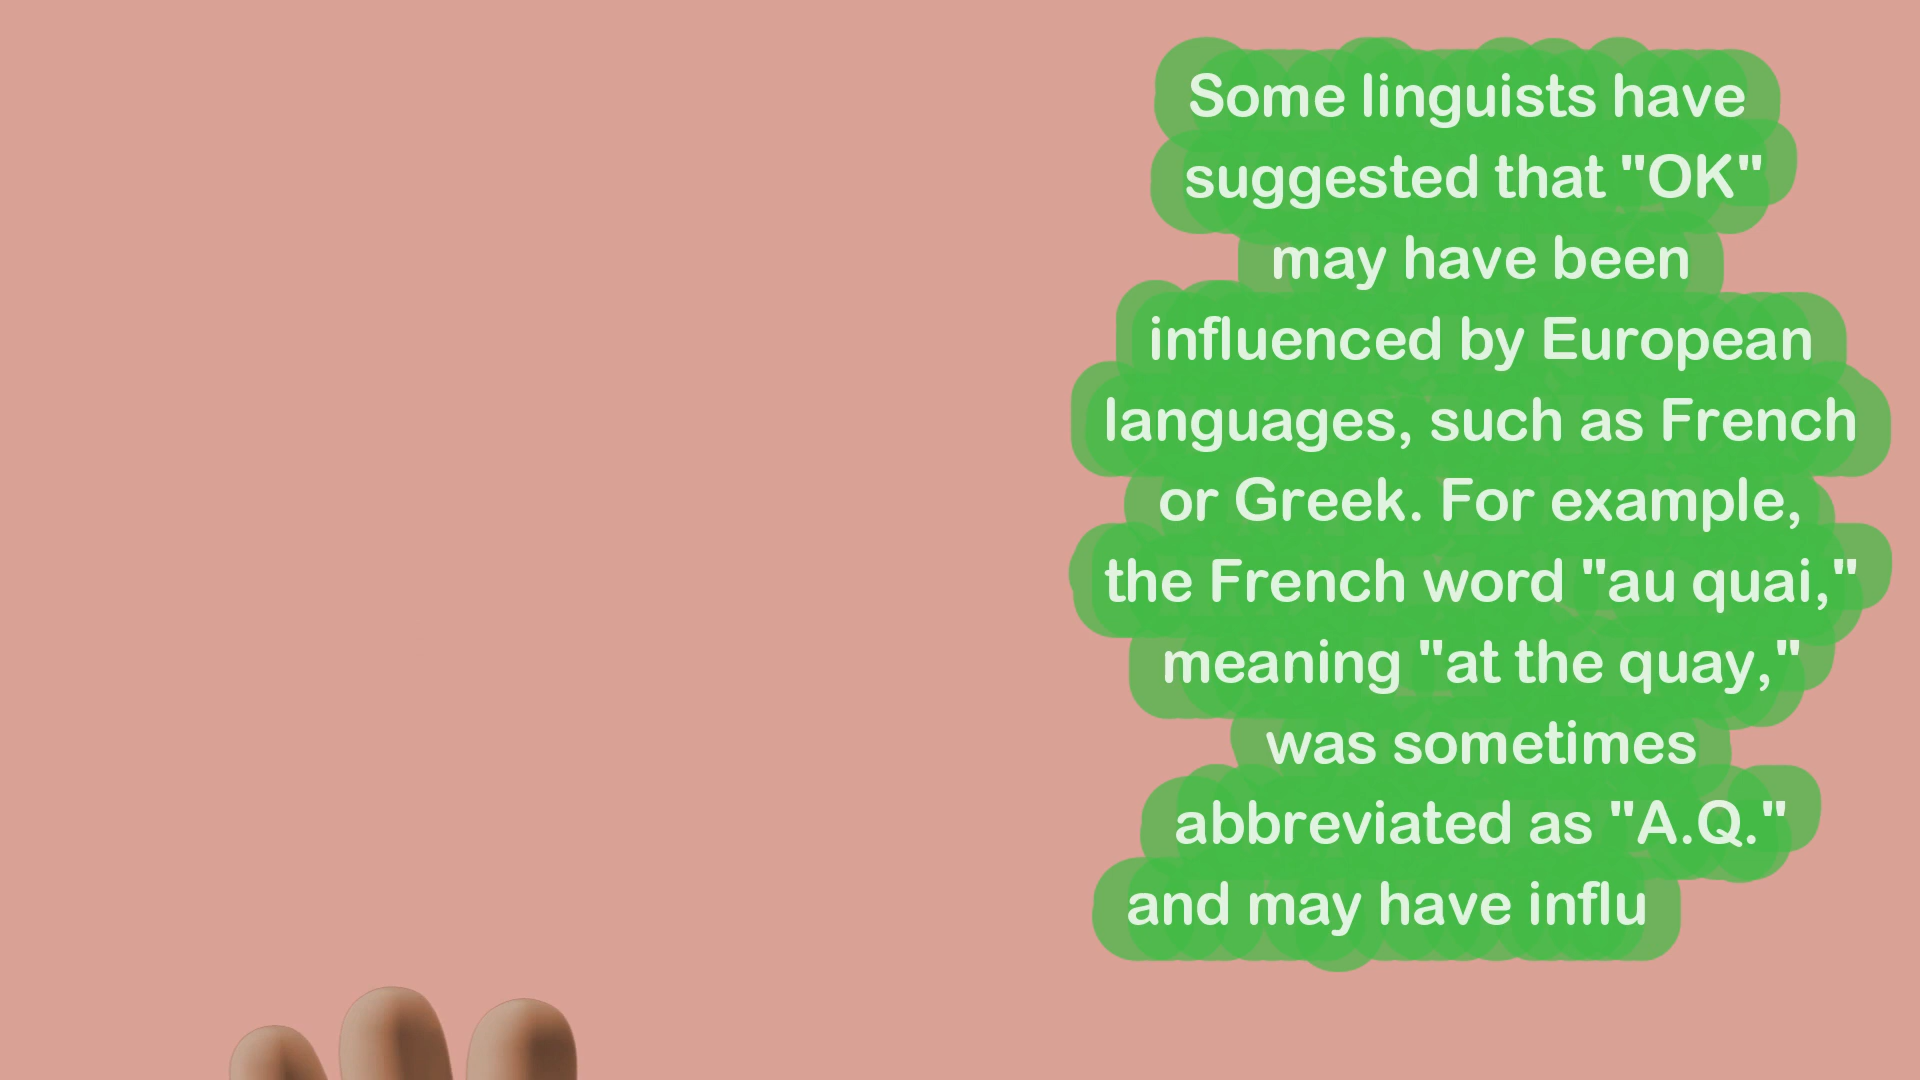 Some linguists have
suggested that "OK"
may have been
influenced by European
languages, such as French
or Greek. For example,
the French word "au quai,"
meaning "at the quay,"
was sometimes
abbreviated as "A.Q."
and may have influ